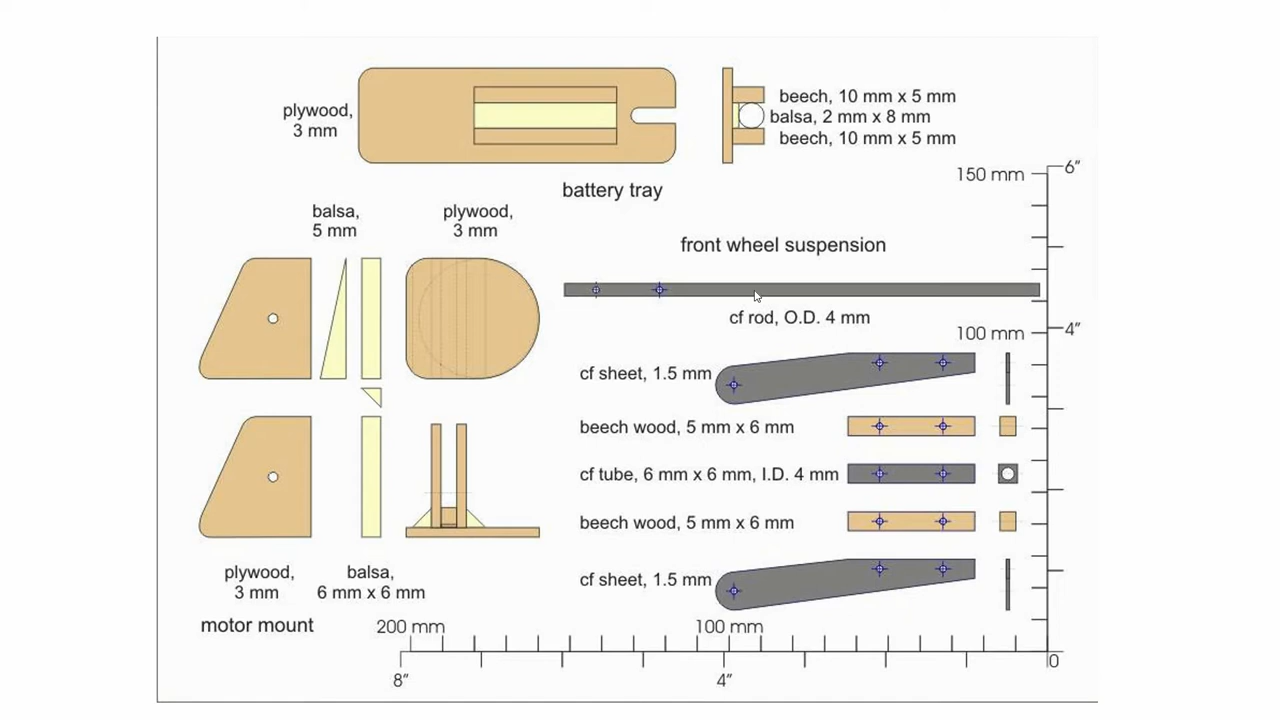 plywood,
3 mm
beech, 10 mm x 5 mm
balsa, 2 mm x 8 mm
beech, 10 mm x 5 mm
battery tray
6”
150 mm
balsa,
5 mm
plywood,
3 mm
front wheel suspension
cf rod, O.D. 4 mm
4”
100 mm
cf sheet, 1.5 mm
beech wood, 5 mm x 6 mm
cf tube, 6 mm x 6 mm, I.D. 4 mm
beech wood, 5 mm x 6 mm
cf sheet, 1.5 mm
plywood,
3 mm
balsa,
6 mm x 6 mm
motor mount
200 mm
100 mm
0
8”
4”